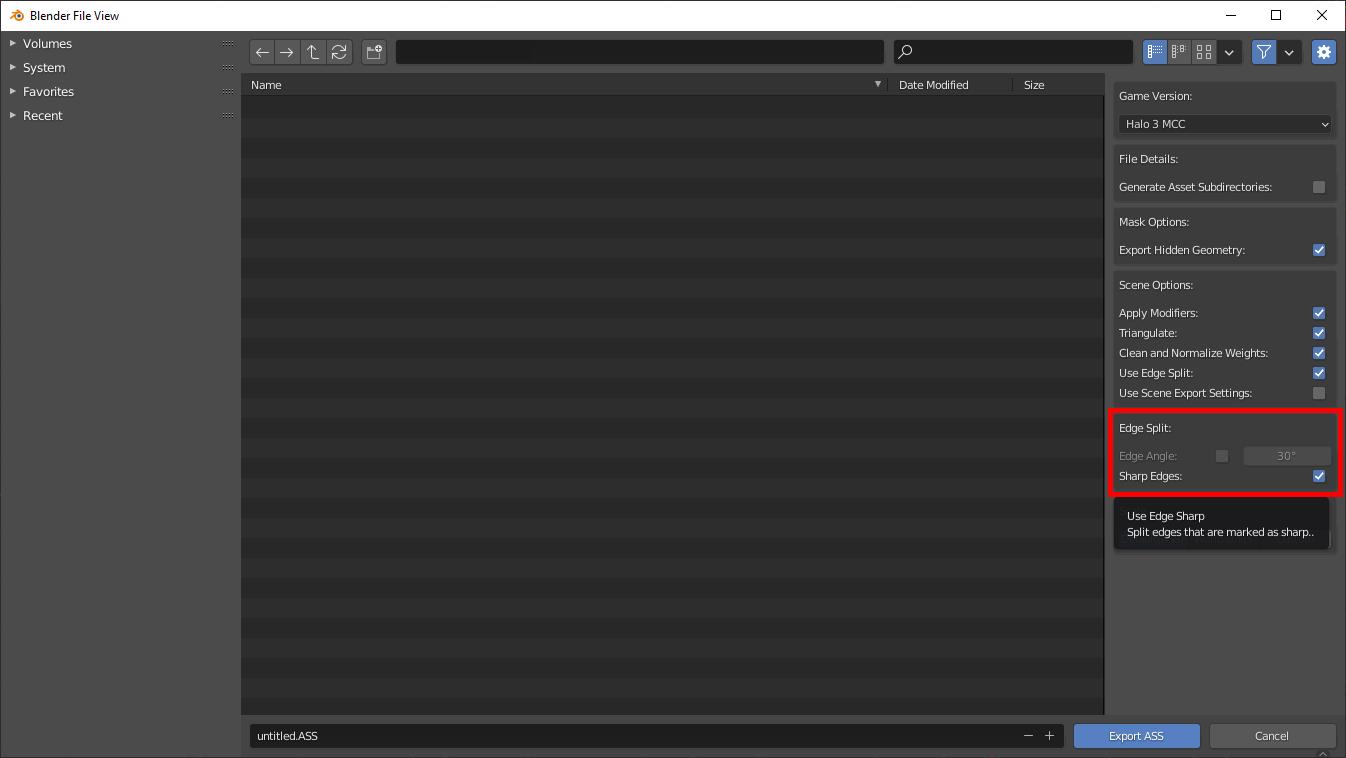 Blender File View
Volumes
System
Favorites
Recent
Name
Date Modified
Size
Game Version:
Halo 3 MCC
File Details:
Generate Asset Subdirectories:
Mask Options:
Export Hidden Geometry:
Scene Options:
Apply Modifiers:
Triangulate:
Clean and Normalize Weights:
Use Edge Split:
Use Scene Export Settings:
Edge Split:
Edge Angle: 30°
Sharp Edges:
Use Edge Sharp
Split edges that are marked as sharp..
untitled.ASS
Export ASS
Cancel